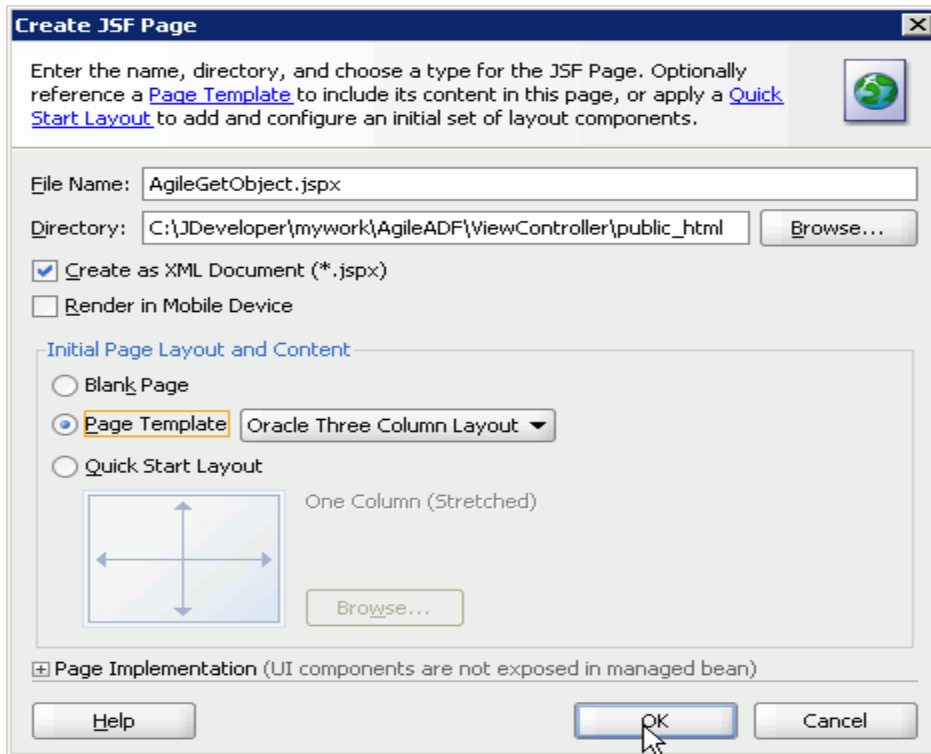 Create JSF Page
Enter the name, directory, and choose a type for the JSF Page. Optionally
reference a Page Template to include its content in this page, or apply a Quick
Start Layout to add and configure an initial set of layout components.
File Name: AgileGetObject.jspx
Directory: C:\JDeveloper\mywork\AgileADF\ViewController\public_html Browse...
Create as XML Document (*.jspx)
Render in Mobile Device
Initial Page Layout and Content
Blank Page
Page Template Oracle Three Column Layout
Quick Start Layout
One Column (Stretched)
Browse...
Page Implementation (UI components are not exposed in managed bean)
Help OK Cancel